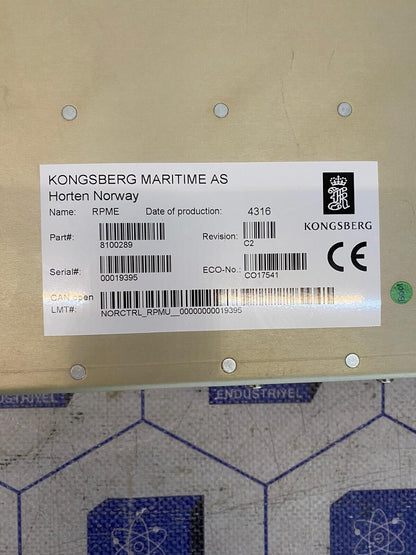 KONGSBERG MARITIME AS
Horten Norway
Name: RPME Date of production: 4316
Part#: 8100289 Revision: C2
KONGSBERG
Serial#: 00019395 ECO-No.: CO17541
CE
CAN open
LMT#: NORCTRL_RPMU__00000000019395
ENDUSTRIYEL